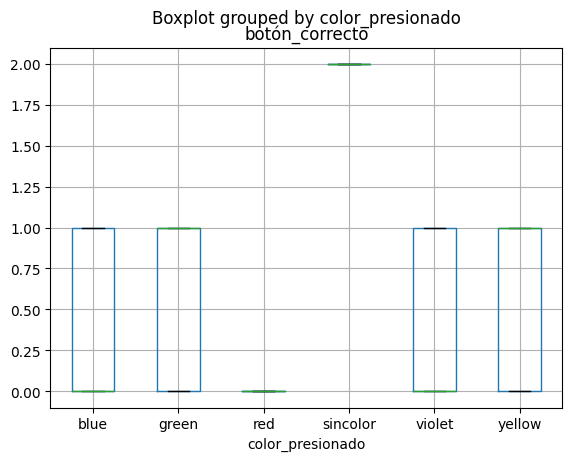 Boxplot grouped by color_presionado
botón_correcto
2.00
1.75
1.50
1.25
1.00
0.75
0.50
0.25
0.00
blue green red sincolor violet yellow
color_presionado